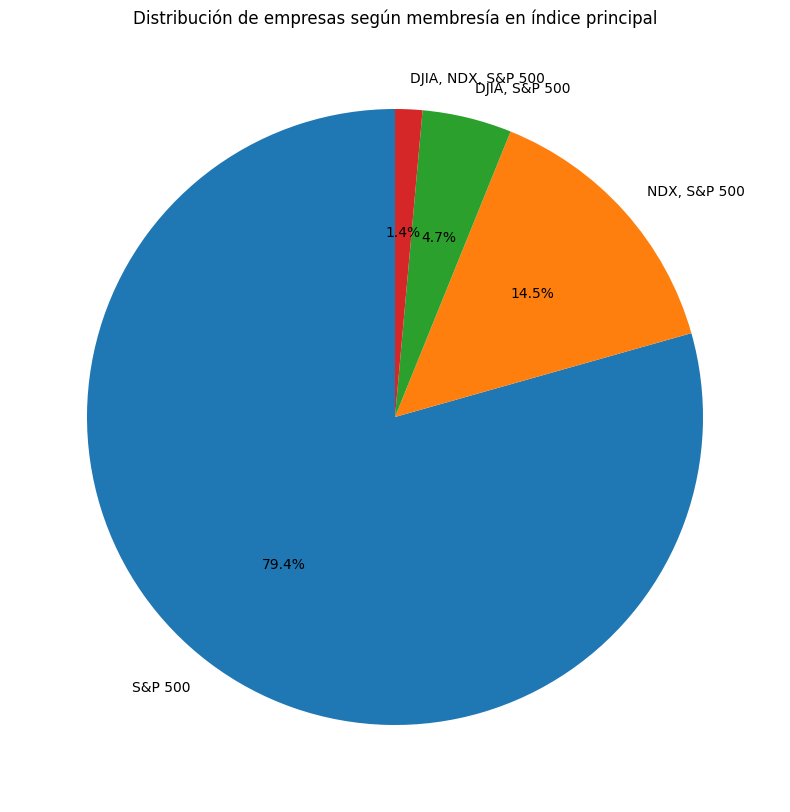 Distribución de empresas según membresía en índice principal
DJIA, NDX, S&P 500
DJIA, S&P 500
NDX, S&P 500
1.4%
4.7%
14.5%
79.4%
S&P 500